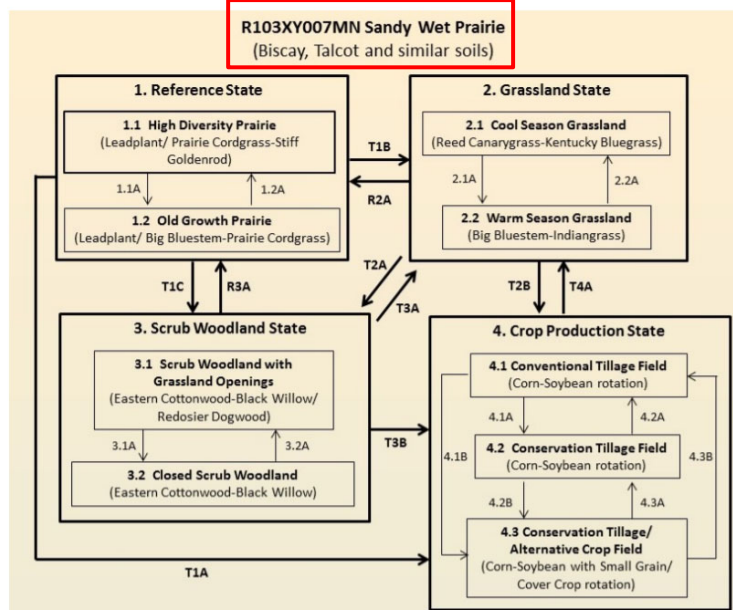 R103XY007MN Sandy Wet Prairie
(Biscay, Talcot and similar soils)
1. Reference State
1.1 High Diversity Prairie
(Leadplant/ Prairie Cordgrass-Stiff
Goldenrod)
1.1A
1.2A
1.2 Old Growth Prairie
(Leadplant/ Big Bluestem-Prairie Cordgrass)
T1B
R2A
2. Grassland State
2.1 Cool Season Grassland
(Reed Canarygrass-Kentucky Bluegrass)
2.1A
2.2A
2.2 Warm Season Grassland
(Big Bluestem-Indiangrass)
T1C
R3A
T2A
T3A
T2B
T4A
3. Scrub Woodland State
3.1 Scrub Woodland with
Grassland Openings
(Eastern Cottonwood-Black Willow/
Redosier Dogwood)
3.1A
3.2A
3.2 Closed Scrub Woodland
(Eastern Cottonwood-Black Willow)
T3B
4. Crop Production State
4.1 Conventional Tillage Field
(Corn-Soybean rotation)
4.1A
4.2A
4.1B
4.3B
4.2 Conservation Tillage Field
(Corn-Soybean rotation)
4.2B
4.3A
4.3 Conservation Tillage/
Alternative Crop Field
(Corn-Soybean with Small Grain/
Cover Crop rotation)
T1A